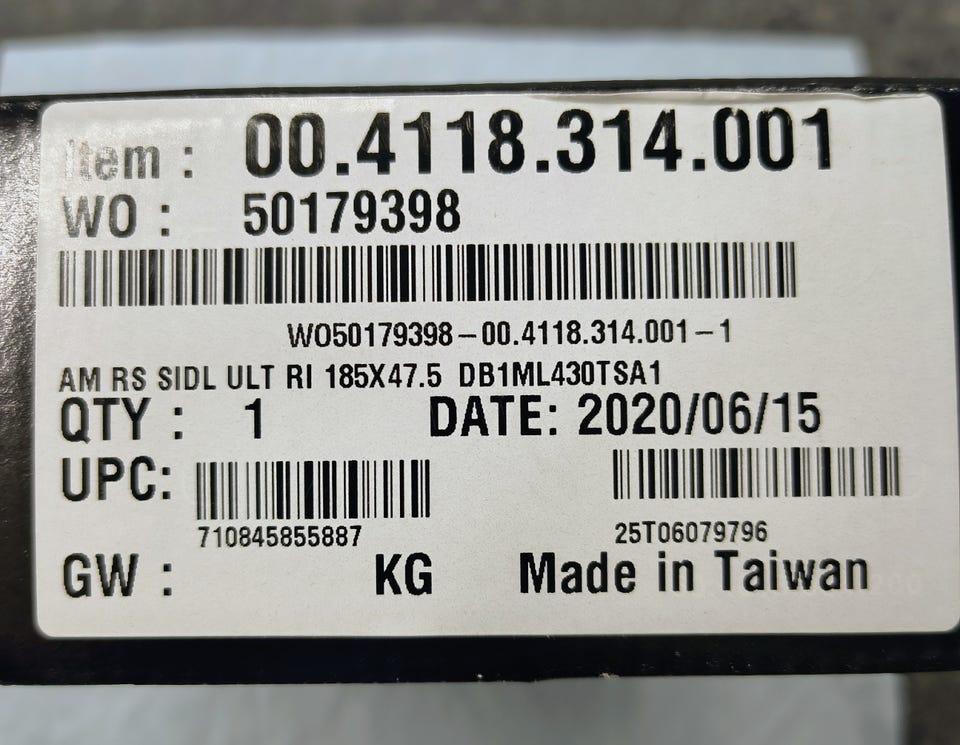 Item : 00.4118.314.001
WO : 50179398
WO50179398-00.4118.314.001-1
AM RS SIDL ULT RI 185X47.5 DB1ML430TSA1
QTY : 1 DATE: 2020/06/15
UPC:
710845855887 25T06079796
GW : KG Made in Taiwan